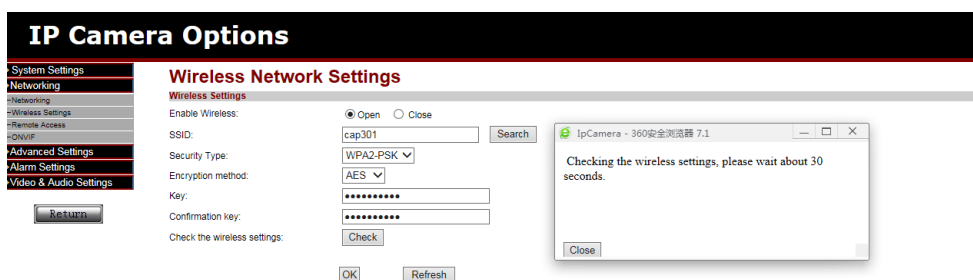 IP Camera Options
System Settings
Networking
Networking
Wireless Settings
Remote Access
ONVIF
Advanced Settings
Alarm Settings
Video & Audio Settings
Return
Wireless Network Settings
Wireless Settings
Enable Wireless: Open Close
SSID: cap301 Search
Security Type: WPA2-PSK
Encryption method: AES
Key: ••••••••••
Confirmation key: ••••••••••
Check the wireless settings: Check
OK Refresh
IpCamera - 360安全浏览器 7.1
Checking the wireless settings, please wait about 30
seconds.
Close